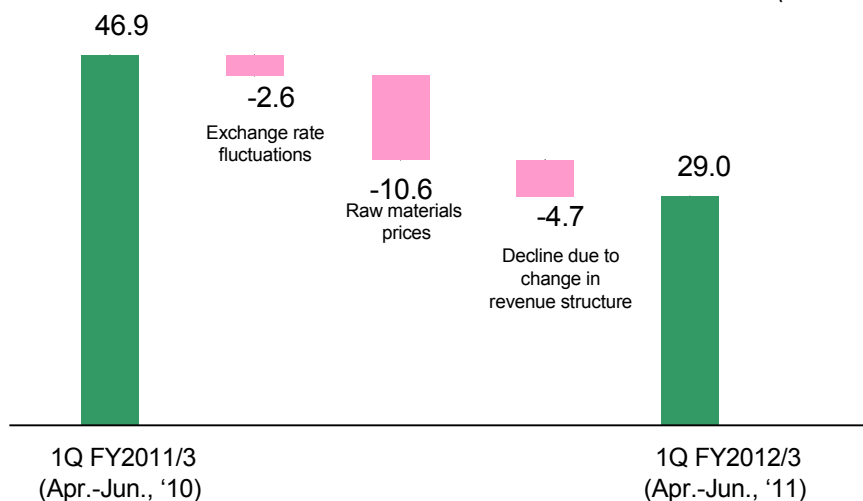 46.9
-2.6
Exchange rate
fluctuations
-10.6
Raw materials
prices
-4.7
Decline due to
change in
revenue structure
29.0
1Q FY2011/3
(Apr.-Jun., ‘10)
1Q FY2012/3
(Apr.-Jun., ‘11)